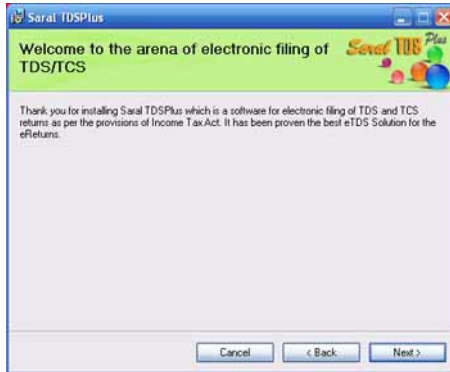 Saral TDSPlus
Welcome to the arena of electronic filing of
TDS/TCS
Saral TDS Plus
Thank you for installing Saral TDSPlus which is a software for electronic filing of TDS and TCS
returns as per the provisions of Income Tax Act. It has been proven the best eTDS Solution for the
eReturns.
Cancel
< Back
Next >